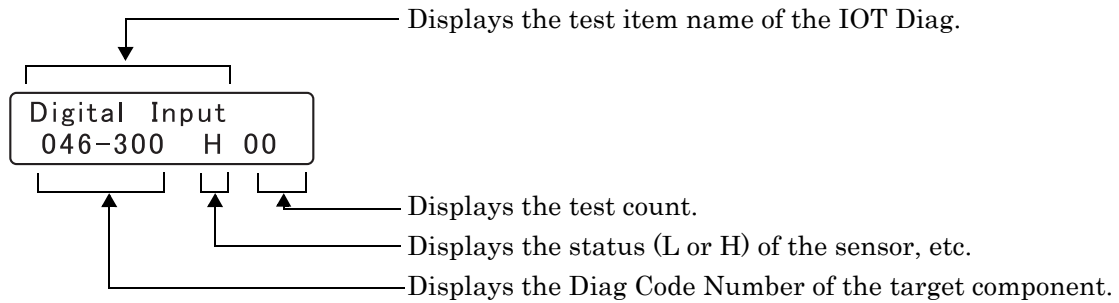 Displays the test item name of the IOT Diag.
Digital Input
046-300 H 00
Displays the test count.
Displays the status (L or H) of the sensor, etc.
Displays the Diag Code Number of the target component.